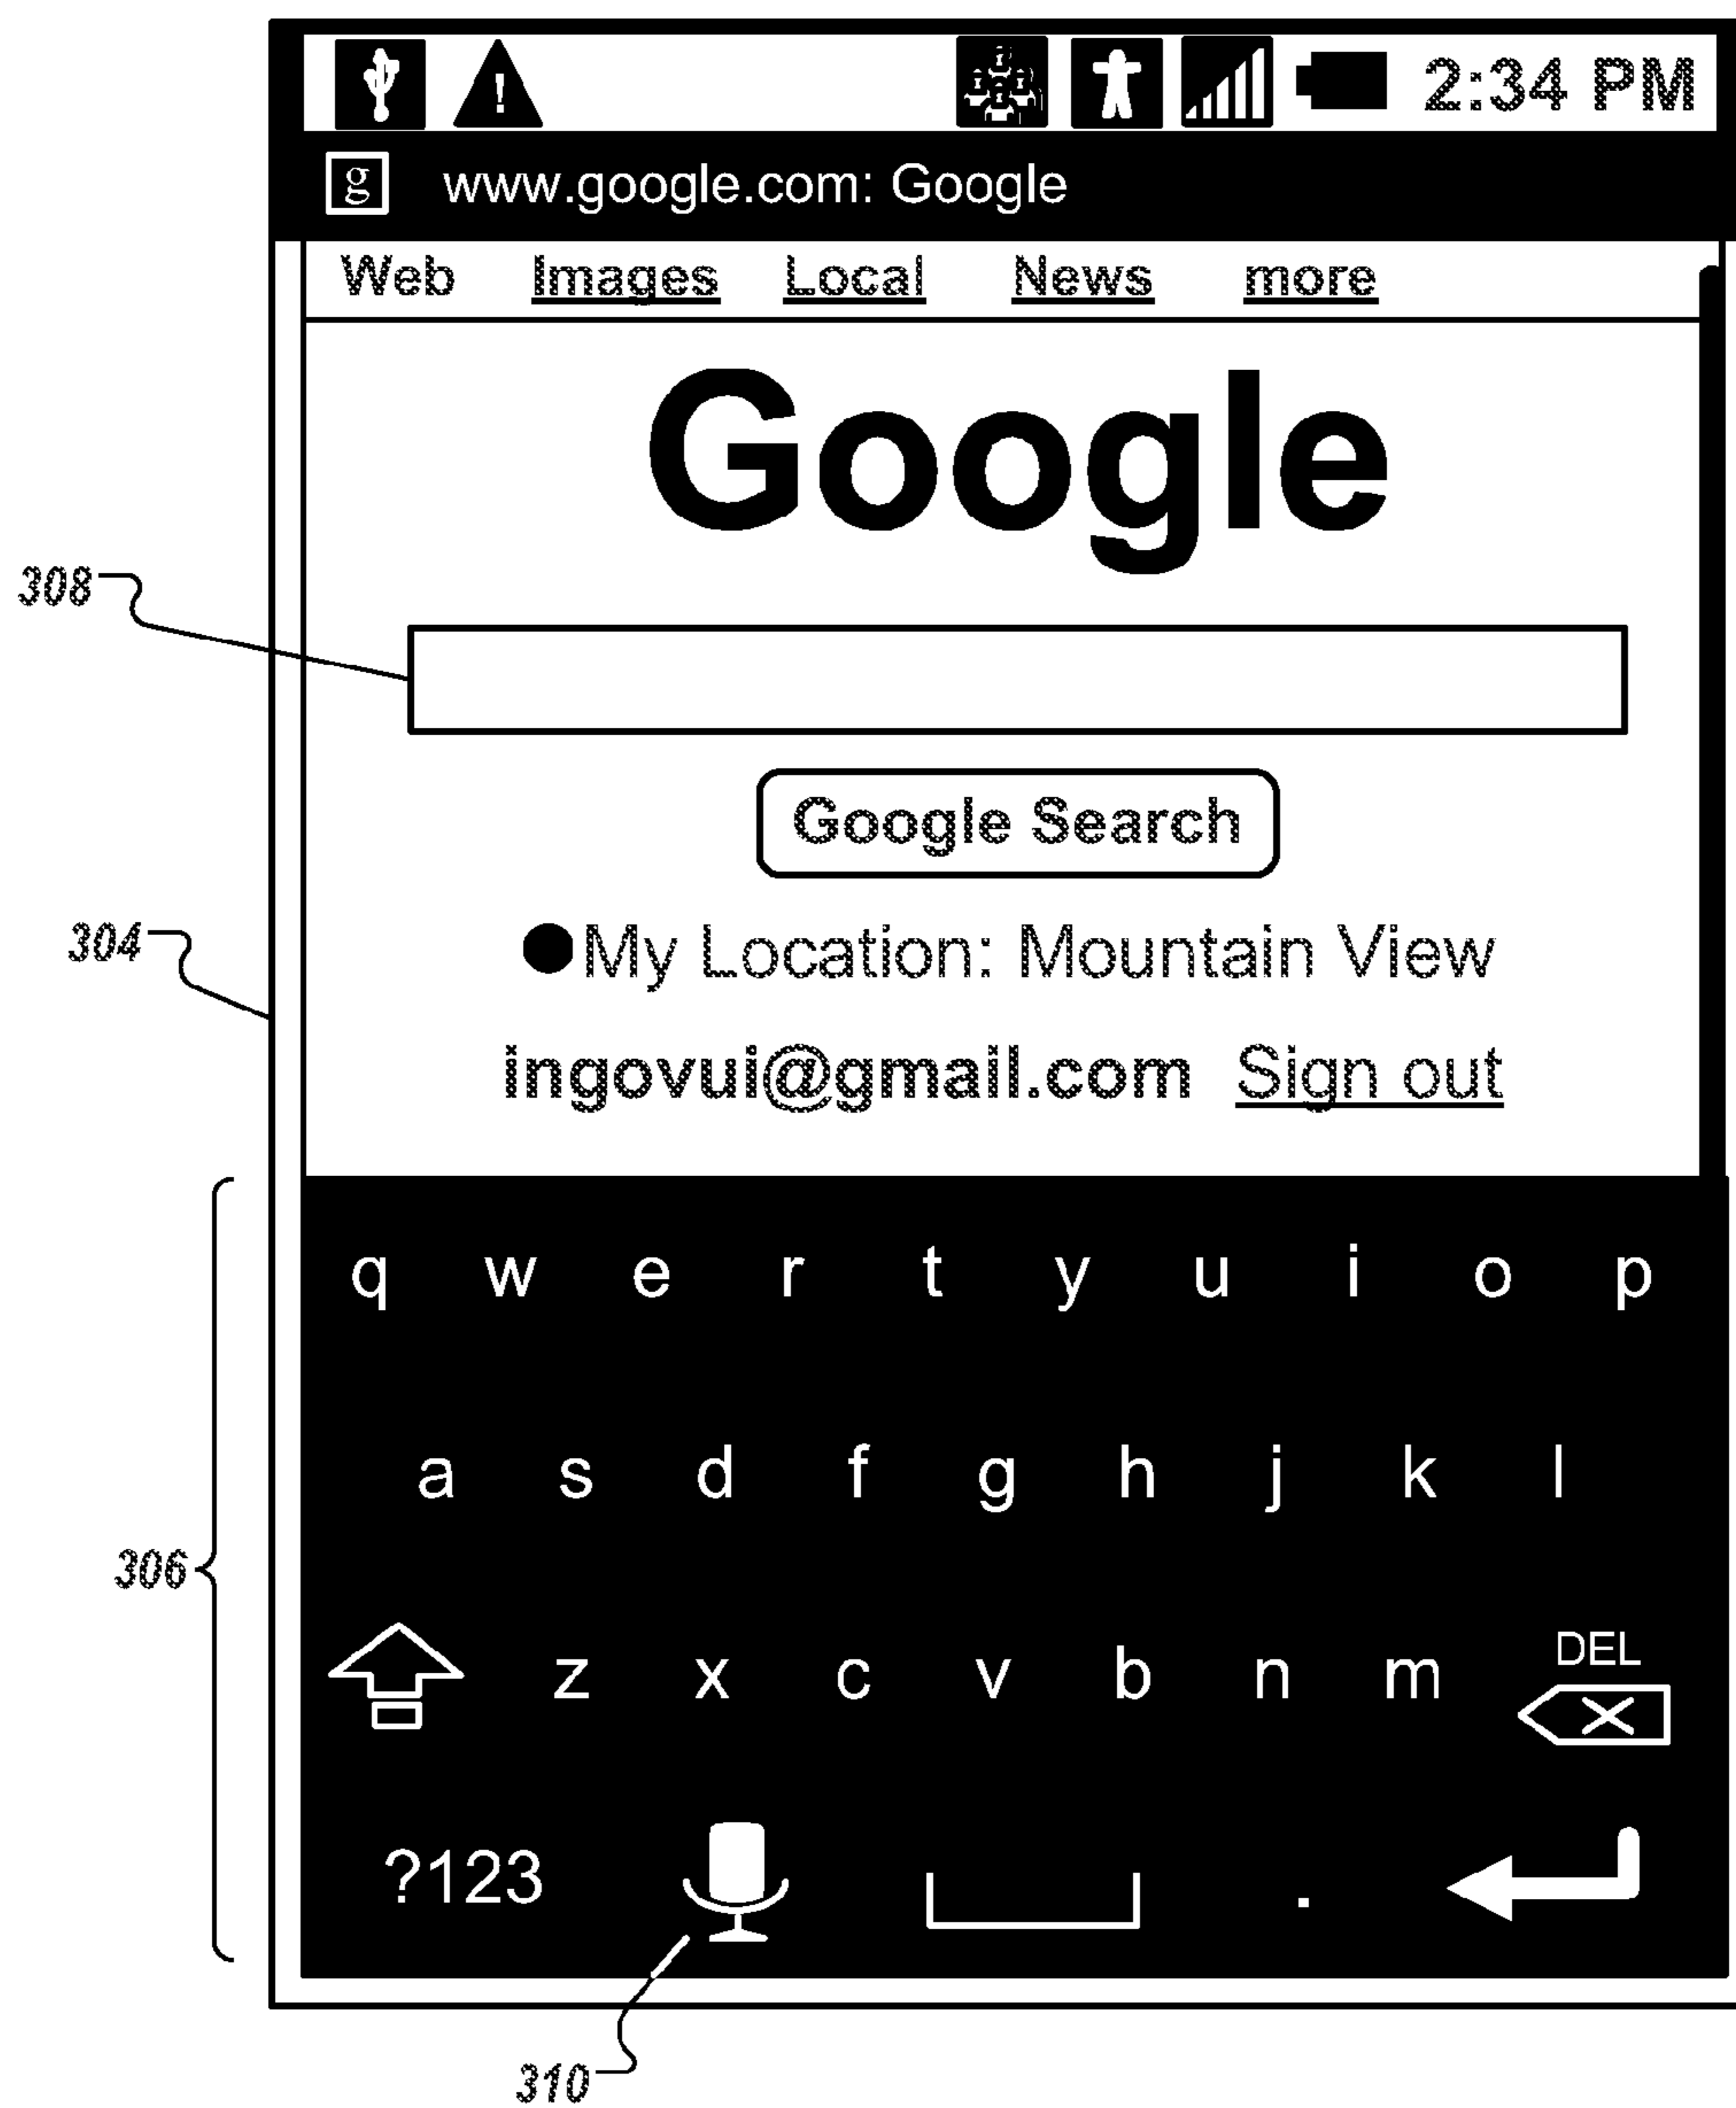 ! 2:34 PM
g www.google.com: Google
Web Images Local News more
Google
308
Google Search
304
My Location: Mountain View
ingovui@gmail.com Sign out
q w e r t y u i o p
a s d f g h j k l
306
z x c v b n m DEL
?123 .
310